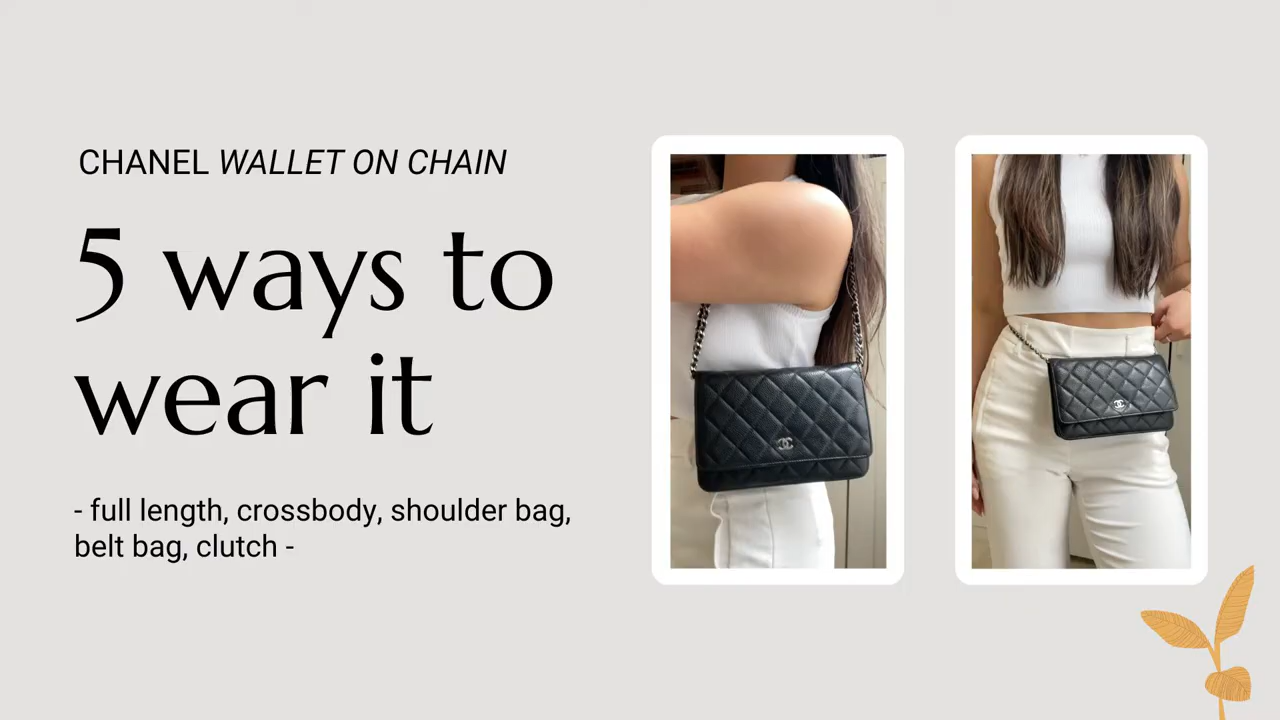 CHANEL WALLET ON CHAIN
5 ways to
wear it
- full length, crossbody, shoulder bag,
belt bag, clutch -